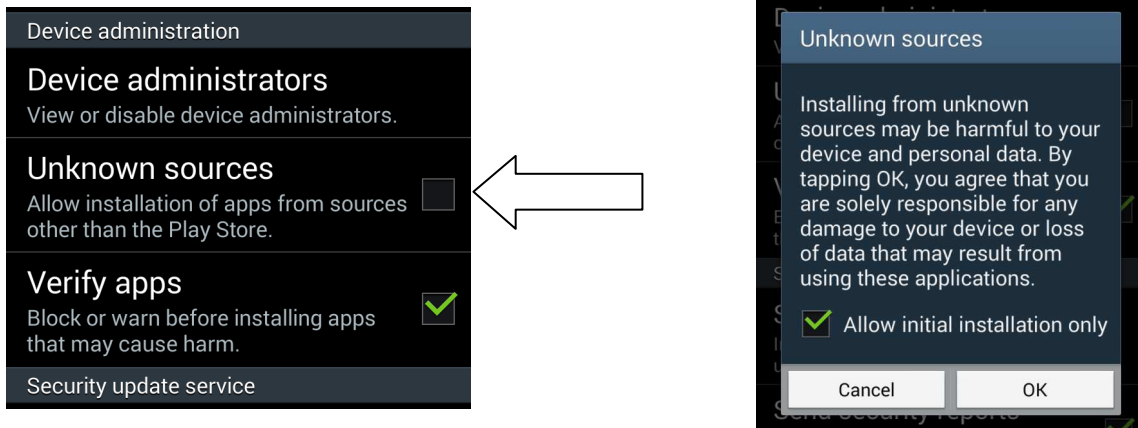 Device administration
Device administrators
View or disable device administrators.
Unknown sources
Allow installation of apps from sources
other than the Play Store.
Verify apps
Block or warn before installing apps
that may cause harm.
Security update service
Unknown sources
Installing from unknown
sources may be harmful to your
device and personal data. By
tapping OK, you agree that you
are solely responsible for any
damage to your device or loss
of data that may result from
using these applications.
Allow initial installation only
Cancel
OK
Send security reports